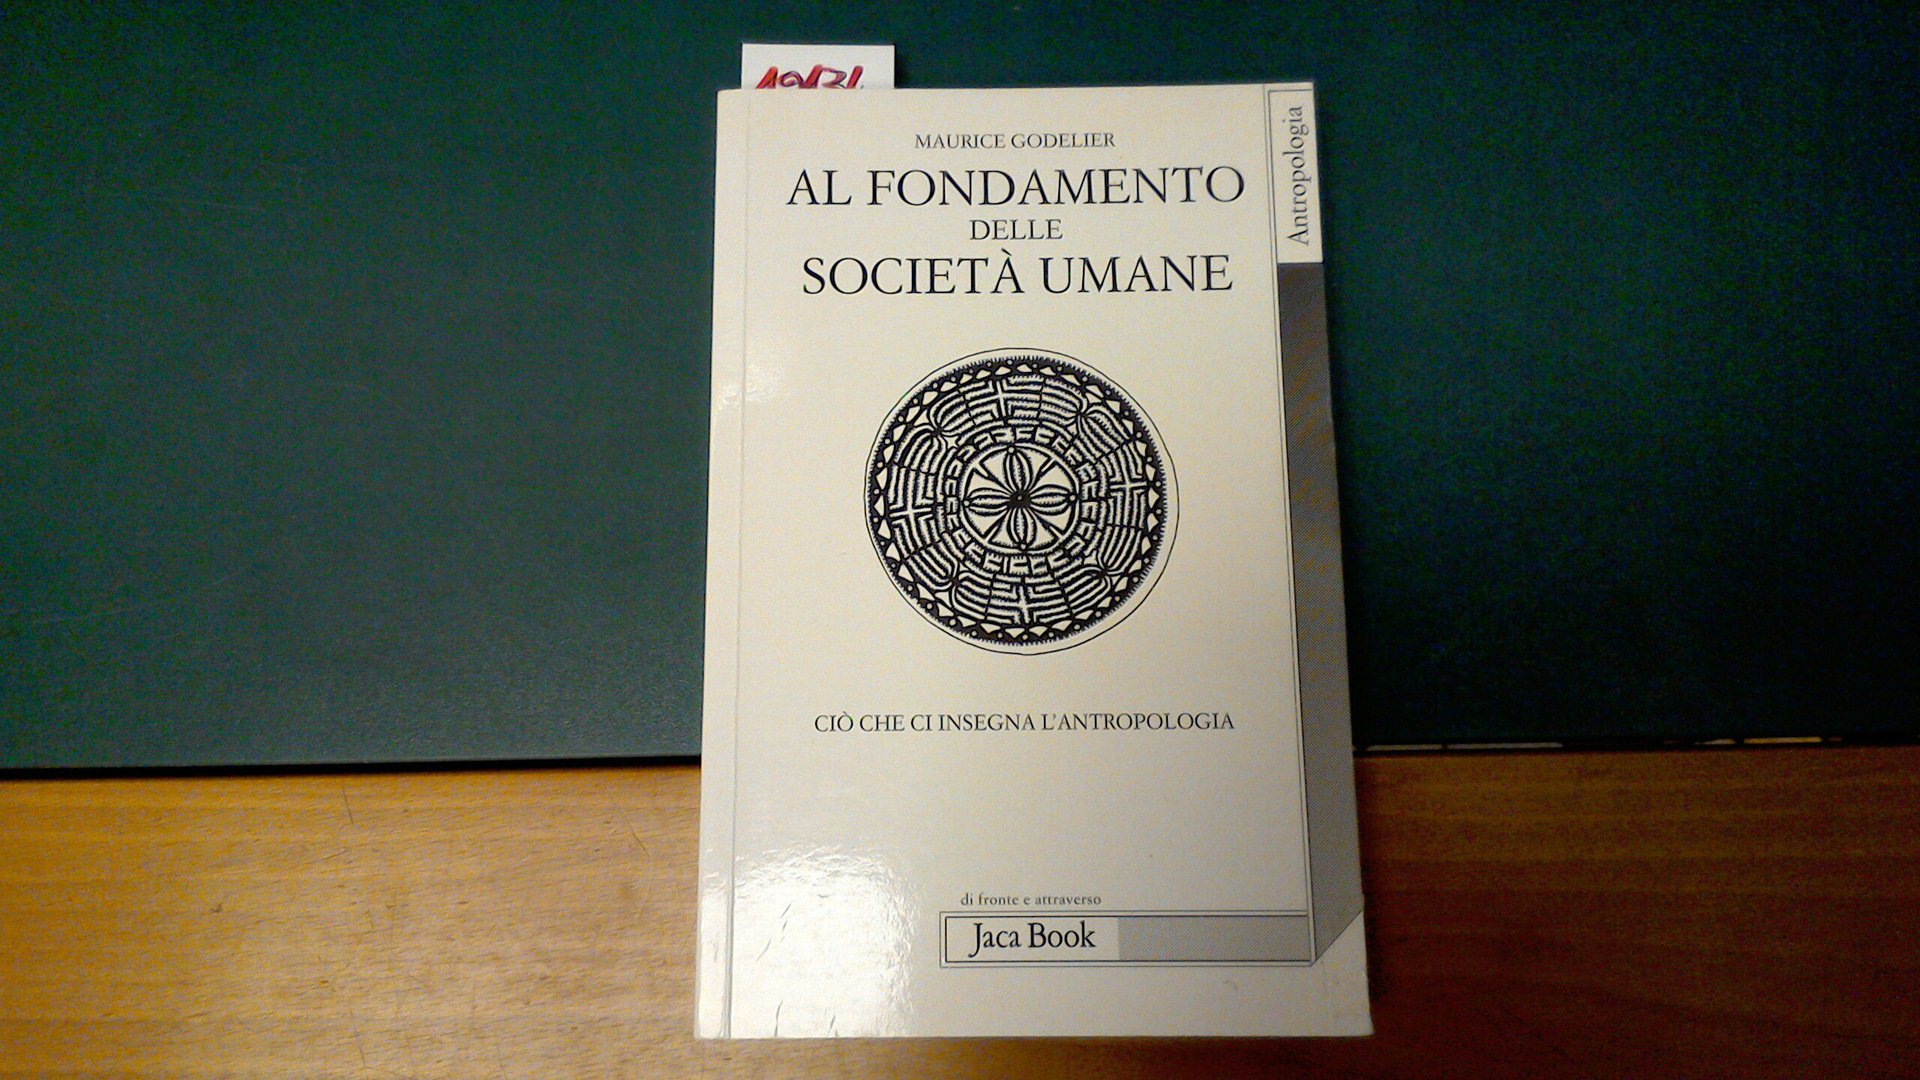 MAURICE GODELIER
AL FONDAMENTO
DELLE
SOCIETÀ UMANE
Antropologia
CIÒ CHE CI INSEGNA L'ANTROPOLOGIA
di fronte e attraverso
Jaca Book